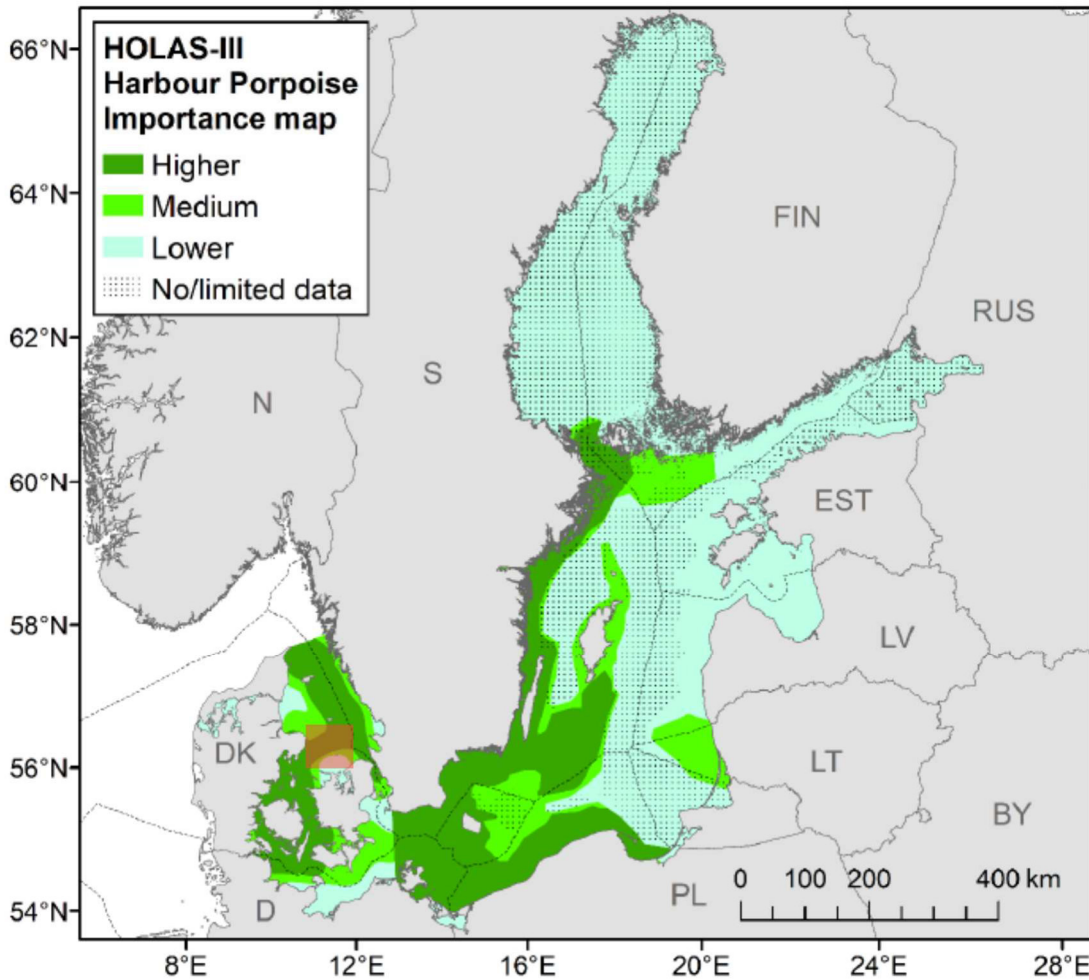 HOLAS-III
Harbour Porpoise
Importance map
Higher
Medium
Lower
No/limited data
66°N
64°N
62°N
60°N
58°N
56°N
54°N
FIN
RUS
S
N
EST
LV
DK
LT
BY
PL
D
0 100 200 400 km
8°E 12°E 16°E 20°E 24°E 28°E